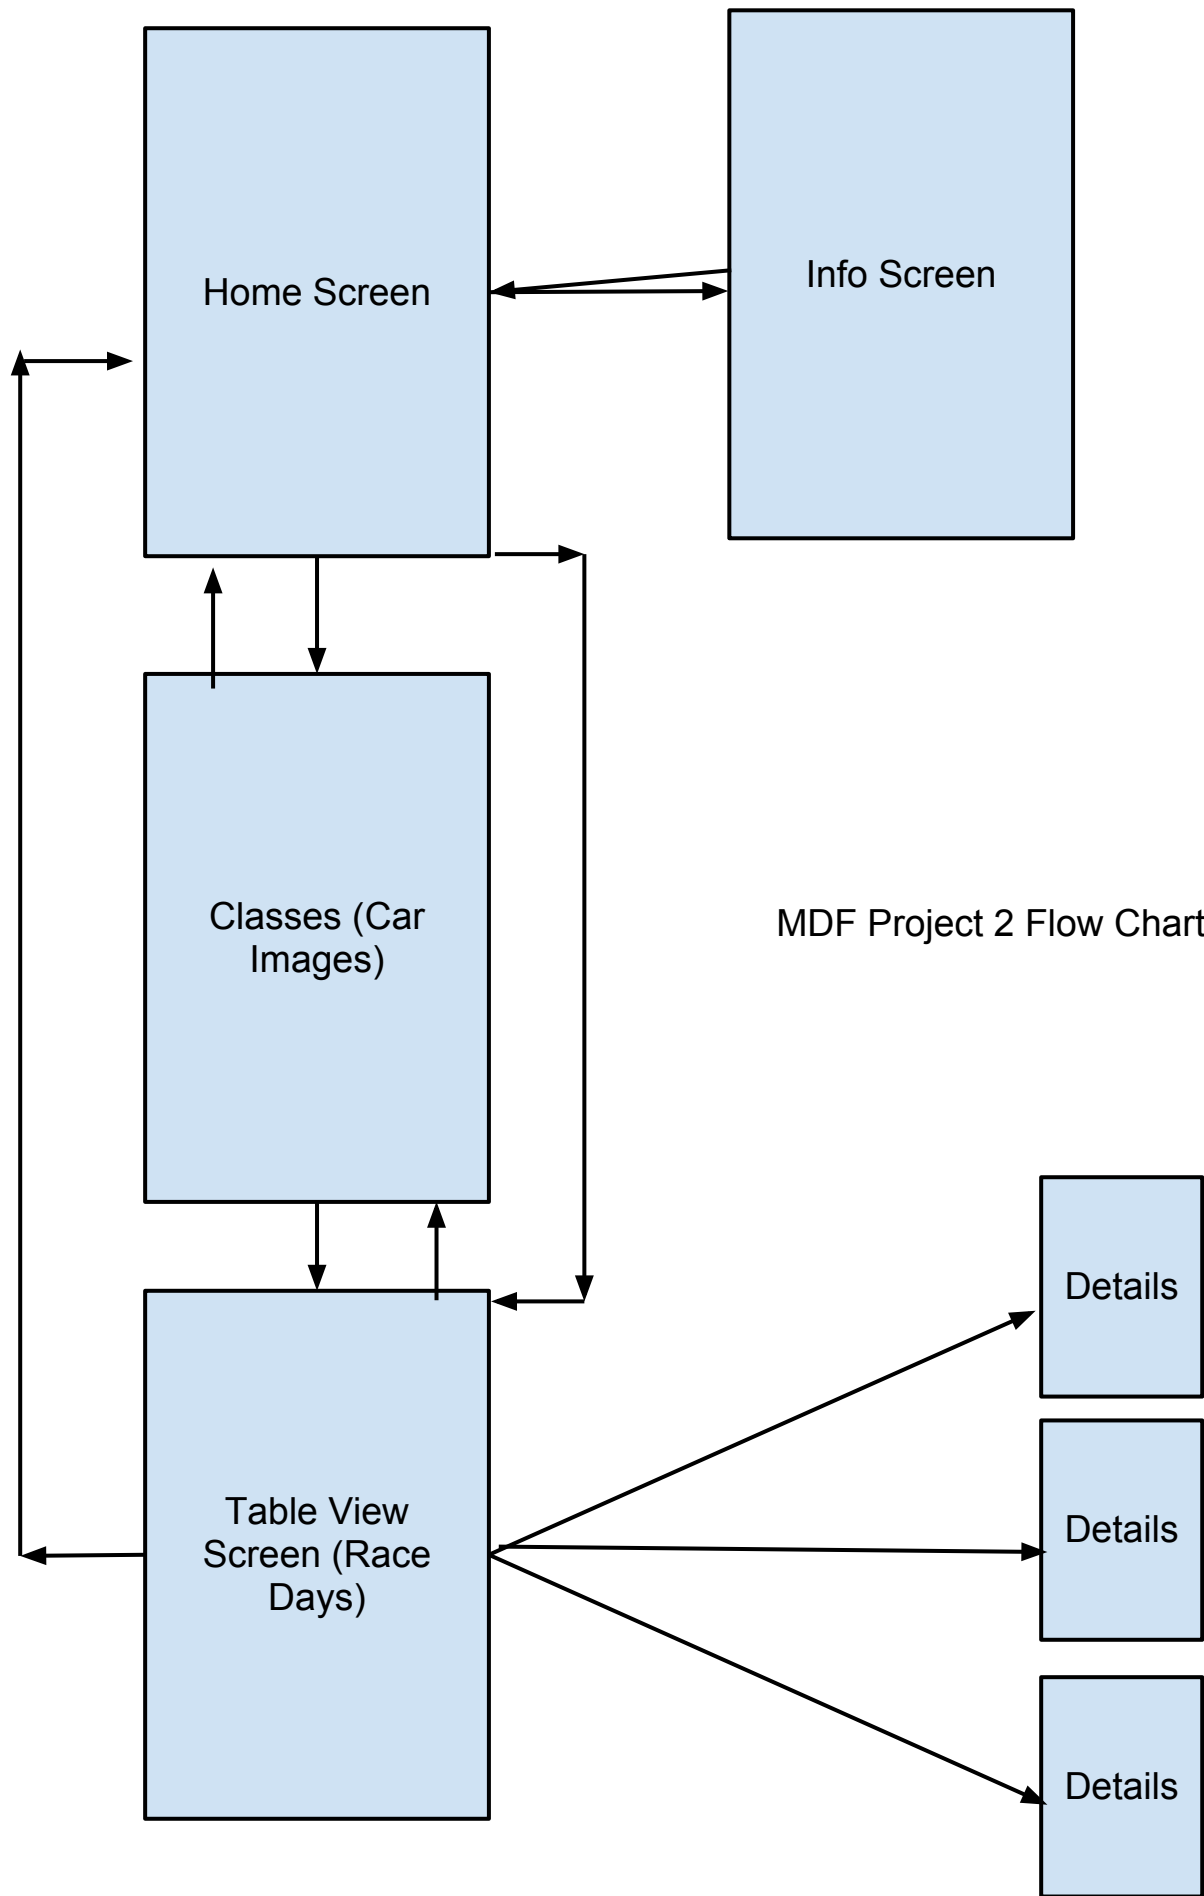 Home Screen
Info Screen
Classes (Car
Images)
MDF Project 2 Flow Chart
Table View
Screen (Race
Days)
Details
Details
Details